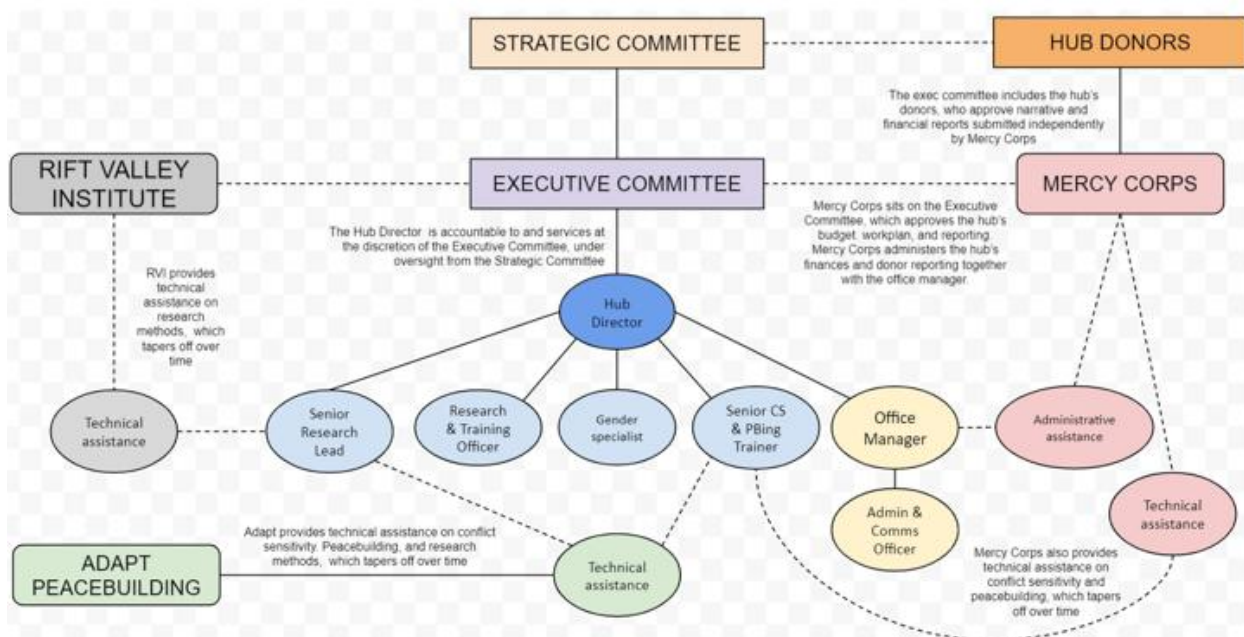 STRATEGIC COMMITTEE
HUB DONORS
The exec committee includes the hub's
donors, who approve narrative and
financial reports submitted independently
by Mercy Corps
RIFT VALLEY
INSTITUTE
EXECUTIVE COMMITTEE
MERCY CORPS
The Hub Director is accountable to and services at
the discretion of the Executive Committee, under
oversight from the Strategic Committee
Mercy Corps sits on the Executive
Committee, which approves the hub's
budget, workplan, and reporting.
Mercy Corps administers the hub's
finances and donor reporting together
with the office manager.
RVI provides
technical
assistance on
research
methods, which
tapers off over
time
Hub
Director
Technical
assistance
Senior
Research
Lead
Research
& Training
Officer
Gender
specialist
Senior CS
& PBing
Trainer
Office
Manager
Administrative
assistance
Admin &
Comms
Officer
Technical
assistance
Adapt provides technical assistance on conflict
sensitivity. Peacebuilding, and research
methods, which tapers off over time
ADAPT
PEACEBUILDING
Technical
assistance
Mercy Corps also provides
technical assistance on
conflict sensitivity and
peacebuilding, which tapers
off over time